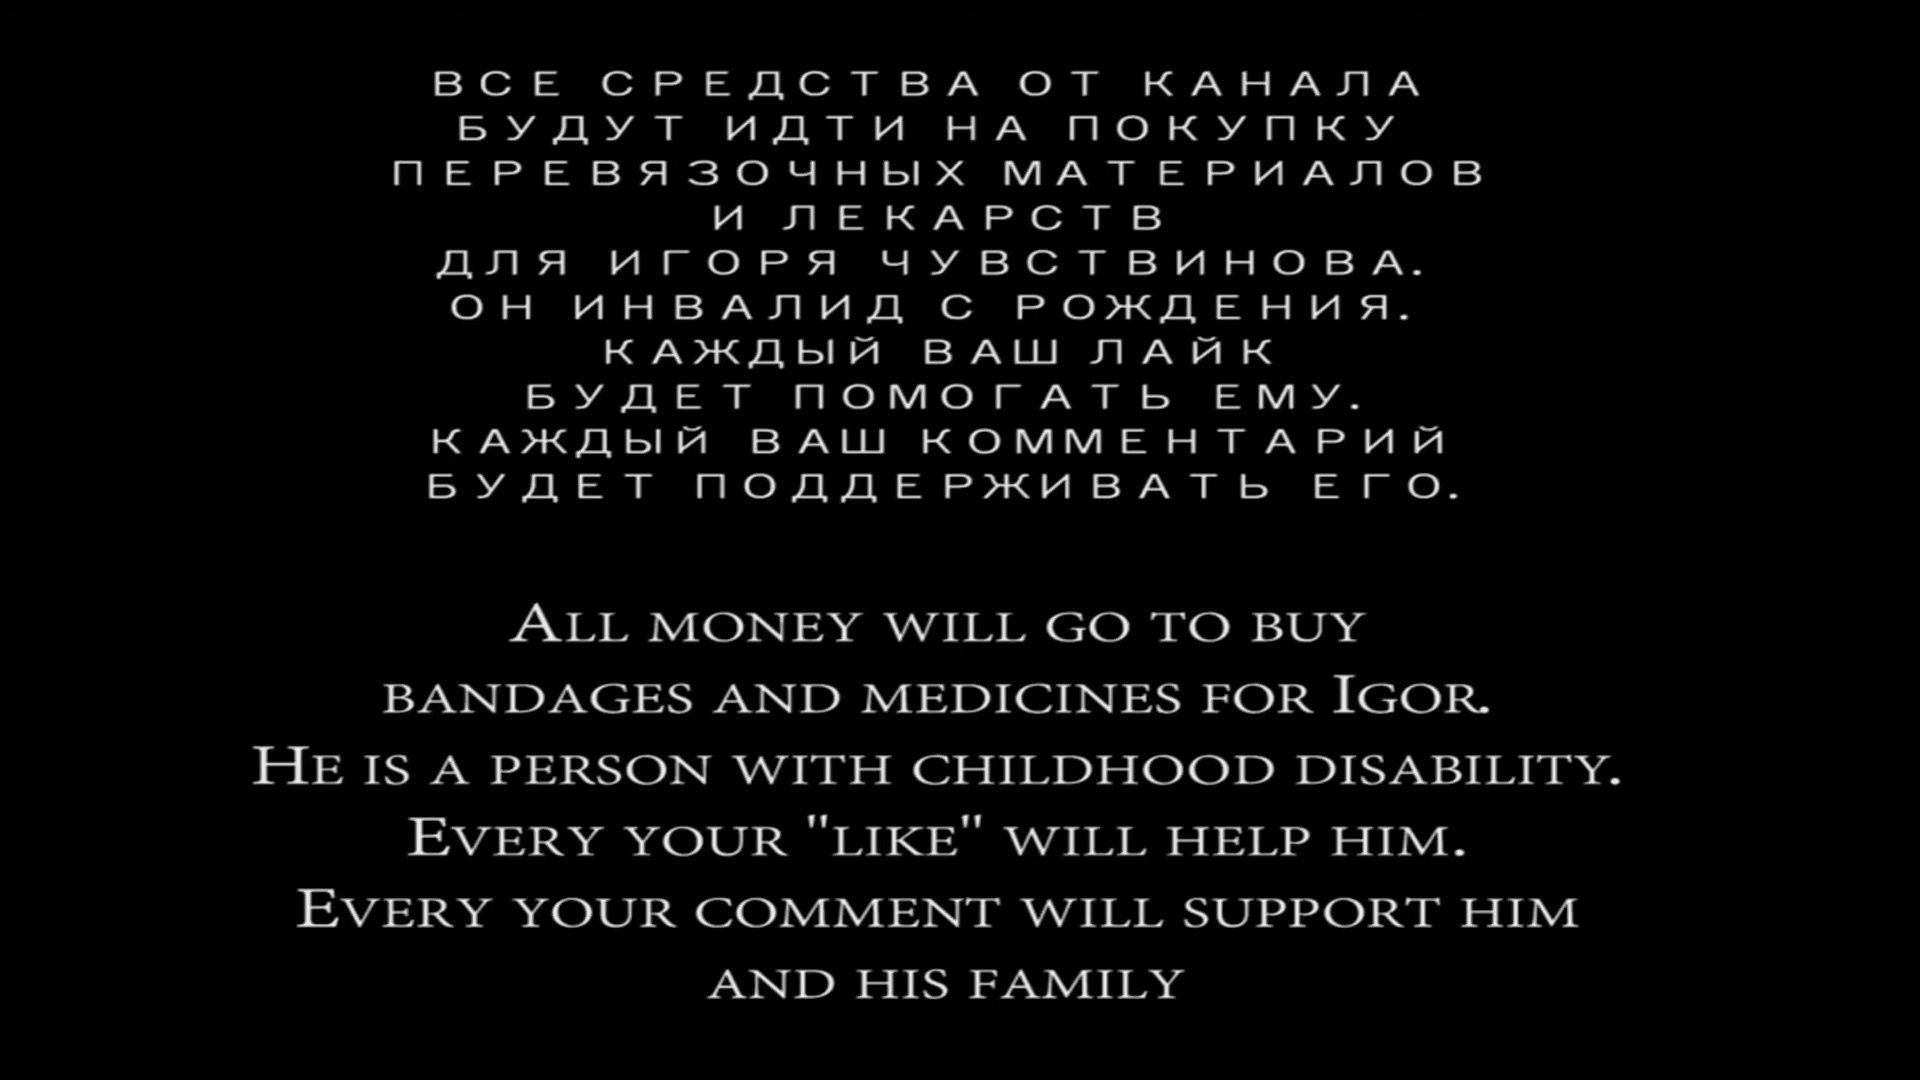 ВСЕ СРЕДСТВА ОТ КАНАЛА
БУДУТ ИДТИ НА ПОКУПКУ
ПЕРЕВЯЗОЧНЫХ МАТЕРИАЛОВ
И ЛЕКАРСТВ
ДЛЯ ИГОРЯ ЧУВСТВИНОВА.
ОН ИНВАЛИД С РОЖДЕНИЯ.
КАЖДЫЙ ВАШ ЛАЙК
БУДЕТ ПОМОГАТЬ ЕМУ.
КАЖДЫЙ ВАШ КОММЕНТАРИЙ
БУДЕТ ПОДДЕРЖИВАТЬ ЕГО.
All money will go to buy
bandages and medicines for Igor.
He is a person with childhood disability.
Every your "like" will help him.
Every your comment will support him
and his family